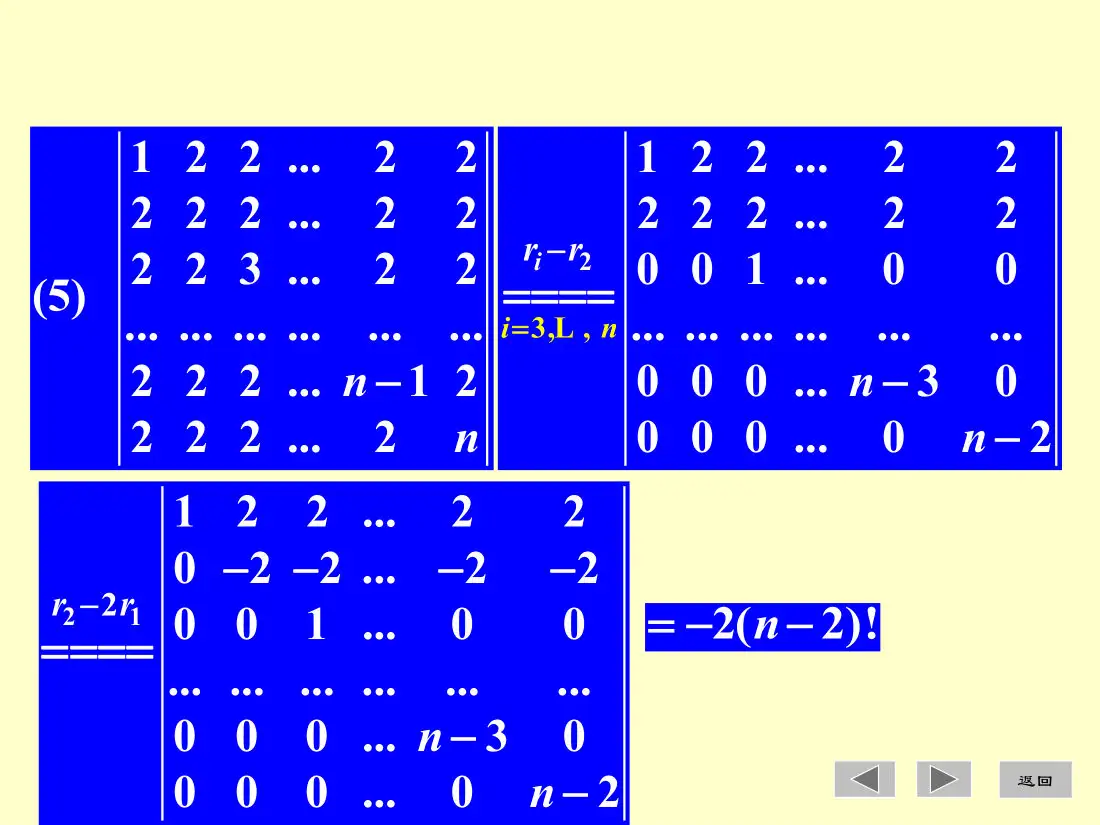 (5)
1 2 2 ... 2 2
2 2 2 ... 2 2
2 2 3 ... 2 2
... ... ... ... ... ...
2 2 2 ... n−1 2
2 2 2 ... 2 n
rᵢ−r₂
====
i=3,L , n
1 2 2 ... 2 2
2 2 2 ... 2 2
0 0 1 ... 0 0
... ... ... ... ... ...
0 0 0 ... n−3 0
0 0 0 ... 0 n−2
r₂−2r₁
====
1 2 2 ... 2 2
0 −2 −2 ... −2 −2
0 0 1 ... 0 0
... ... ... ... ... ...
0 0 0 ... n−3 0
0 0 0 ... 0 n−2
=−2(n−2)!
返回